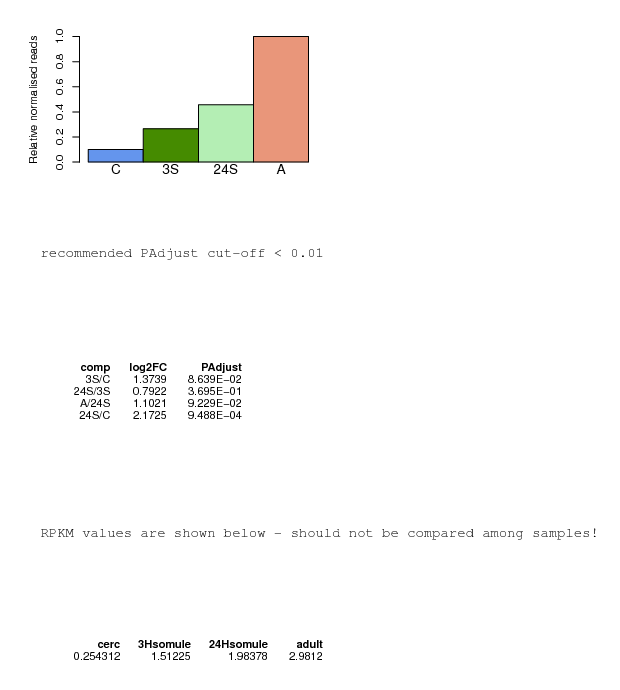 Relative normalised reads
1.0
0.8
0.6
0.4
0.2
0.0
C 3S 24S A
recommended PAdjust cut-off < 0.01
comp log2FC PAdjust
3S/C 1.3739 8.639E-02
24S/3S 0.7922 3.695E-01
A/24S 1.1021 9.229E-02
24S/C 2.1725 9.488E-04
RPKM values are shown below - should not be compared among samples!
cerc 3Hsomule 24Hsomule adult
0.254312 1.51225 1.98378 2.9812